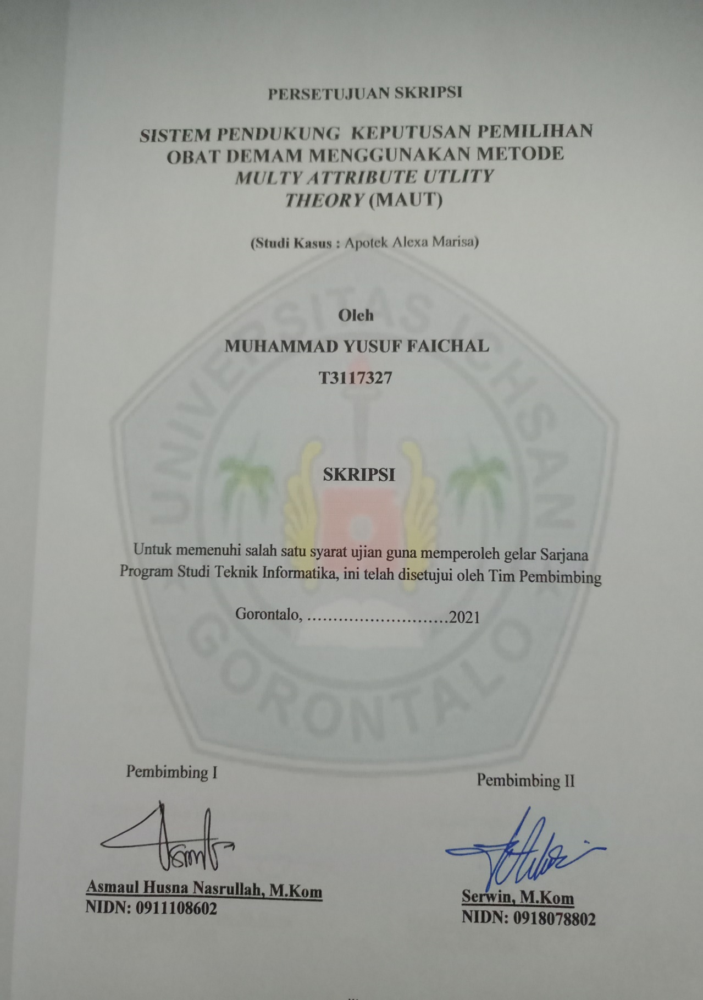 PERSETUJUAN SKRIPSI
SISTEM PENDUKUNG KEPUTUSAN PEMILIHAN
OBAT DEMAM MENGGUNAKAN METODE
MULTY ATTRIBUTE UTLITY
THEORY (MAUT)
(Studi Kasus : Apotek Alexa Marisa)
Oleh
MUHAMMAD YUSUF FAICHAL
T3117327
UNIVERSITAS ICHSAN
SKRIPSI
Untuk memenuhi salah satu syarat ujian guna memperoleh gelar Sarjana
Program Studi Teknik Informatika, ini telah disetujui oleh Tim Pembimbing
Gorontalo, ...........................2021
GORONTALO
Pembimbing I
Pembimbing II
Asmaul Husna Nasrullah, M.Kom
NIDN: 0911108602
Serwin, M.Kom
NIDN: 0918078802